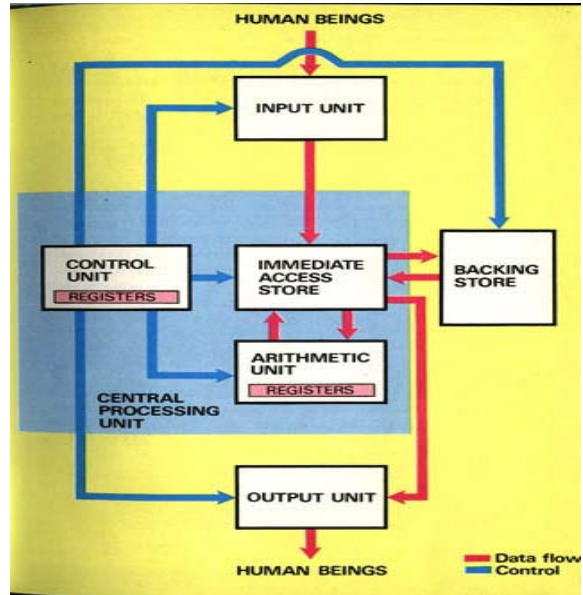 HUMAN BEINGS
INPUT UNIT
CONTROL
UNIT
REGISTERS
IMMEDIATE
ACCESS
STORE
BACKING
STORE
ARITHMETIC
UNIT
REGISTERS
CENTRAL
PROCESSING
UNIT
OUTPUT UNIT
HUMAN BEINGS
Data flow
Control